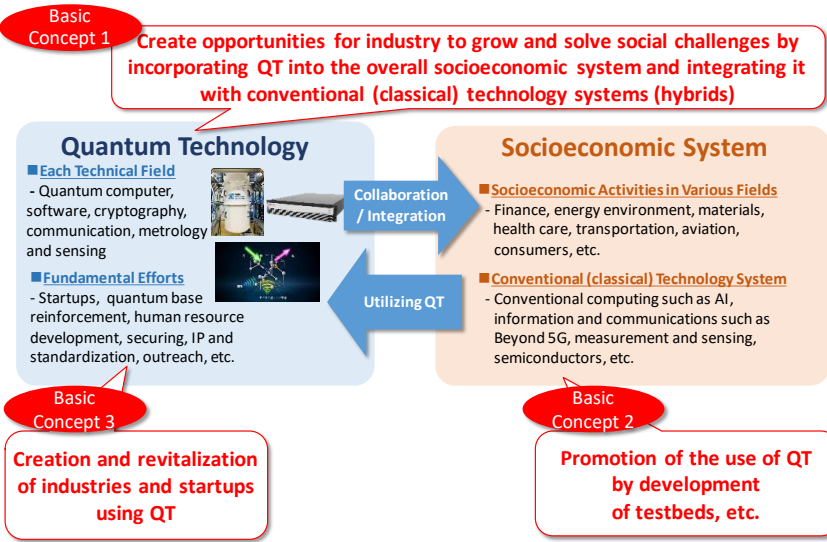 Basic
Concept 1
Create opportunities for industry to grow and solve social challenges by
incorporating QT into the overall socioeconomic system and integrating it
with conventional (classical) technology systems (hybrids)
Quantum Technology
■Each Technical Field
- Quantum computer,
software, cryptography,
communication, metrology
and sensing
■Fundamental Efforts
- Startups, quantum base
reinforcement, human resource
development, securing, IP and
standardization, outreach, etc.
Collaboration
/ Integration
Utilizing QT
Socioeconomic System
■Socioeconomic Activities in Various Fields
- Finance, energy environment, materials,
health care, transportation, aviation,
consumers, etc.
■Conventional (classical) Technology System
- Conventional computing such as AI,
information and communications such as
Beyond 5G, measurement and sensing,
semiconductors, etc.
Basic
Concept 3
Creation and revitalization
of industries and startups
using QT
Basic
Concept 2
Promotion of the use of QT
by development
of testbeds, etc.